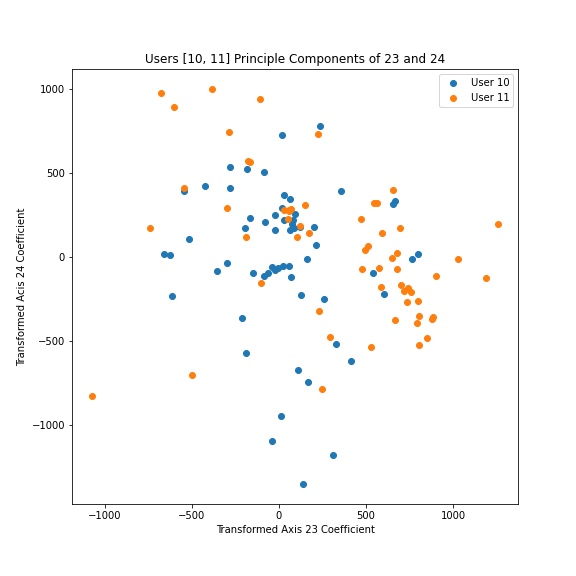 Users [10, 11] Principle Components of 23 and 24
User 10
User 11
1000
500
0
−500
−1000
Transformed Acis 24 Coefficient
−1000
−500
0
500
1000
Transformed Axis 23 Coefficient